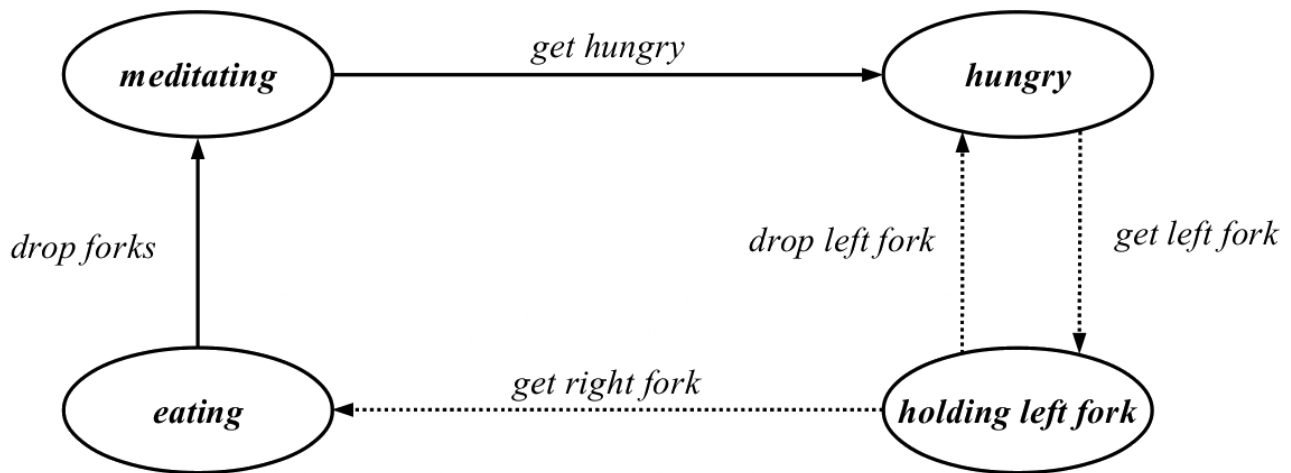 get hungry
meditating
hungry
drop forks
drop left fork
get left fork
get right fork
eating
holding left fork